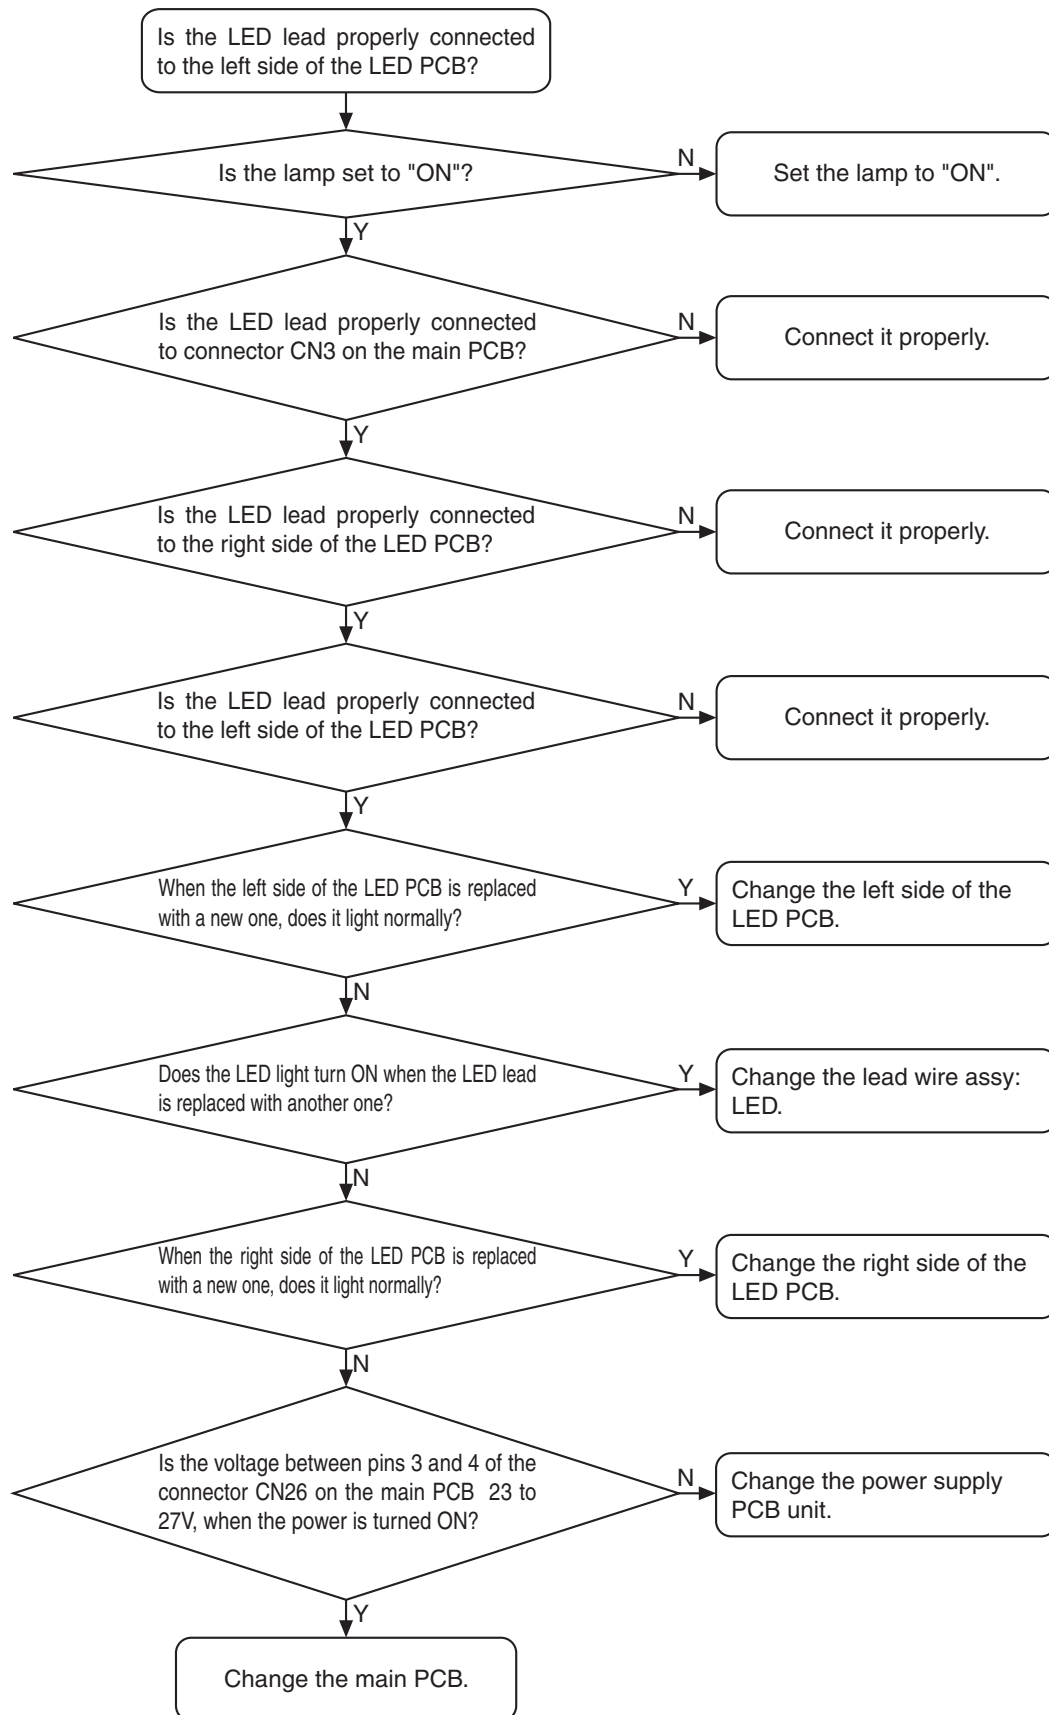 Is the LED lead properly connected
to the left side of the LED PCB?
Is the lamp set to "ON"?
N
Set the lamp to "ON".
Y
Is the LED lead properly connected
to connector CN3 on the main PCB?
N
Connect it properly.
Y
Is the LED lead properly connected
to the right side of the LED PCB?
N
Connect it properly.
Y
Is the LED lead properly connected
to the left side of the LED PCB?
N
Connect it properly.
Y
When the left side of the LED PCB is replaced
with a new one, does it light normally?
Y
Change the left side of the
LED PCB.
N
Does the LED light turn ON when the LED lead
is replaced with another one?
Y
Change the lead wire assy:
LED.
N
When the right side of the LED PCB is replaced
with a new one, does it light normally?
Y
Change the right side of the
LED PCB.
N
Is the voltage between pins 3 and 4 of the
connector CN26 on the main PCB  23 to
27V, when the power is turned ON?
N
Change the power supply
PCB unit.
Y
Change the main PCB.